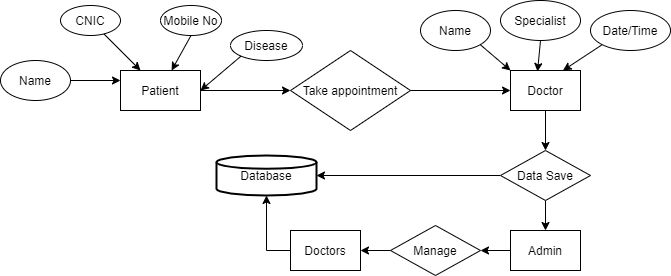 CNIC
Mobile No
Specialist
Name
Date/Time
Disease
Name
Patient
Take appointment
Doctor
Database
Data Save
Doctors
Manage
Admin